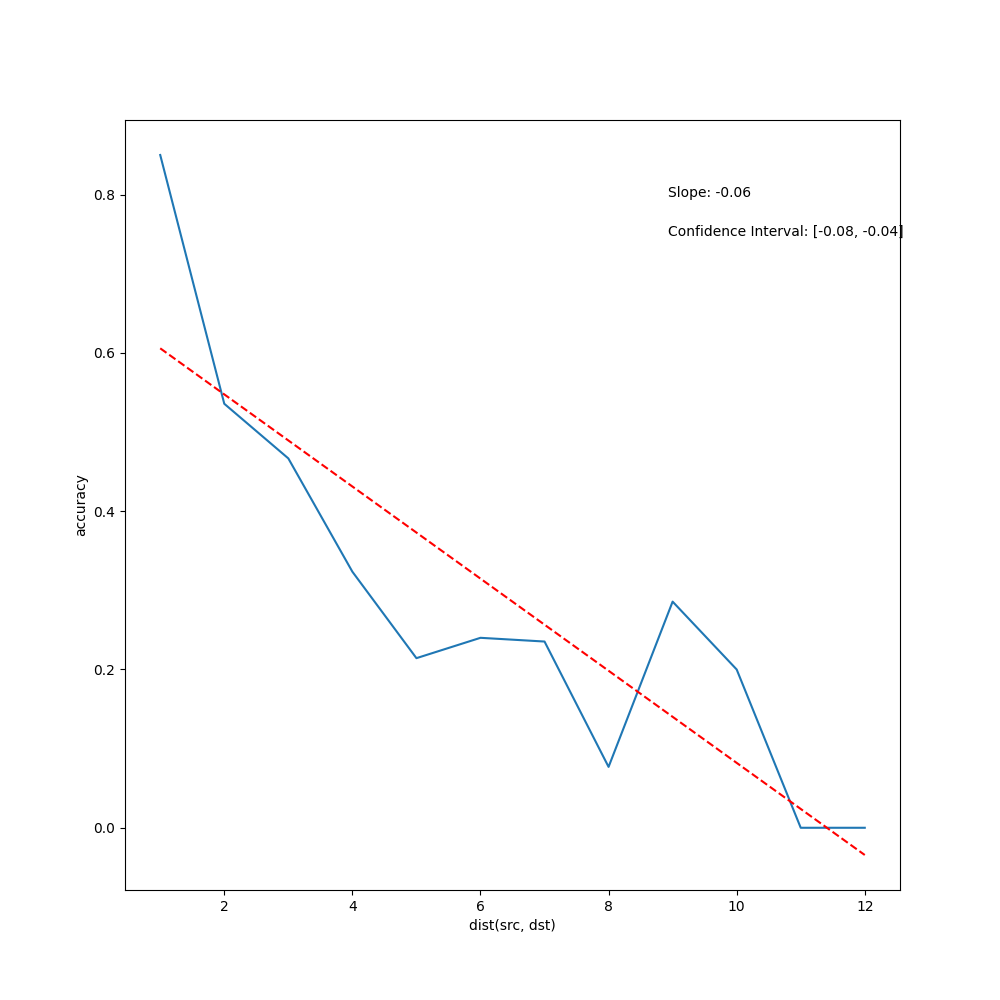 Slope: -0.06
Confidence Interval: [-0.08, -0.04]
accuracy
0.8
0.6
0.4
0.2
0.0
2 4 6 8 10 12
dist(src, dst)